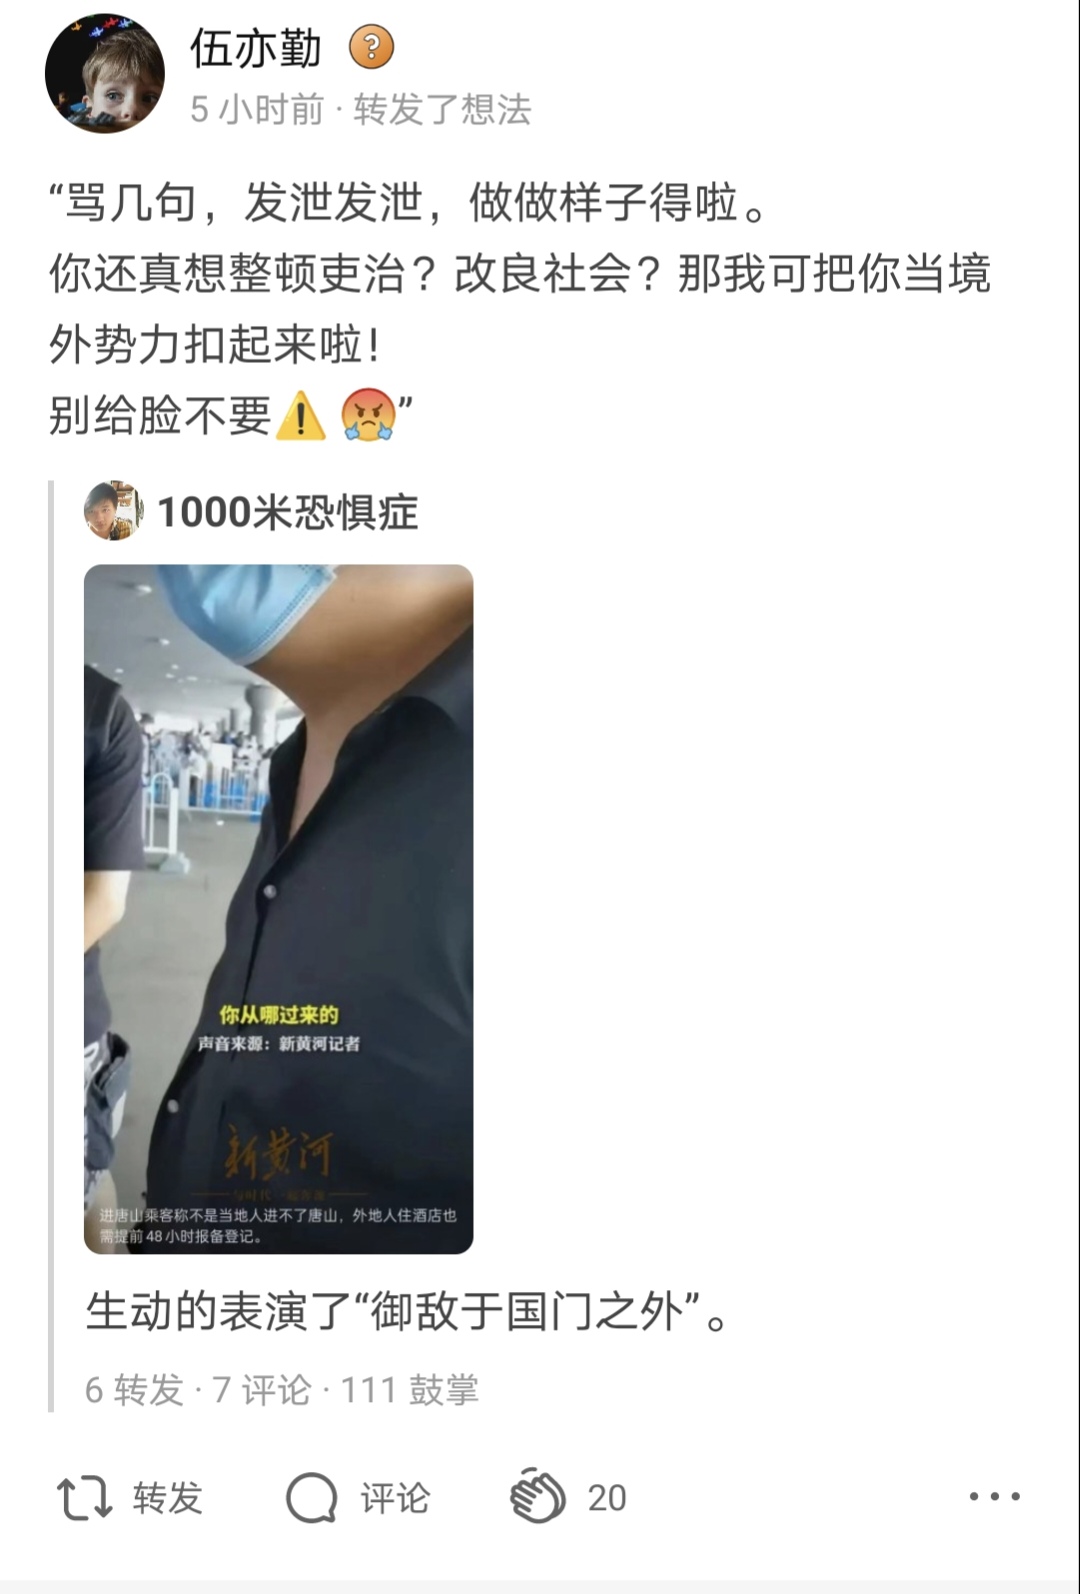 伍亦勤
5 小时前 · 转发了想法
“骂几句，发泄发泄，做做样子得啦。
你还真想整顿吏治？改良社会？那我可把你当境
外势力扣起来啦！
别给脸不要⚠️ 😤”
1000米恐惧症
你从哪过来的
声音来源：新黄河记者
新黄河
进唐山乘客称不是当地人进不了唐山，外地人住酒店也
需提前48小时报备登记。
生动的表演了“御敌于国门之外”。
6 转发 · 7 评论 · 111 鼓掌
转发 评论 20